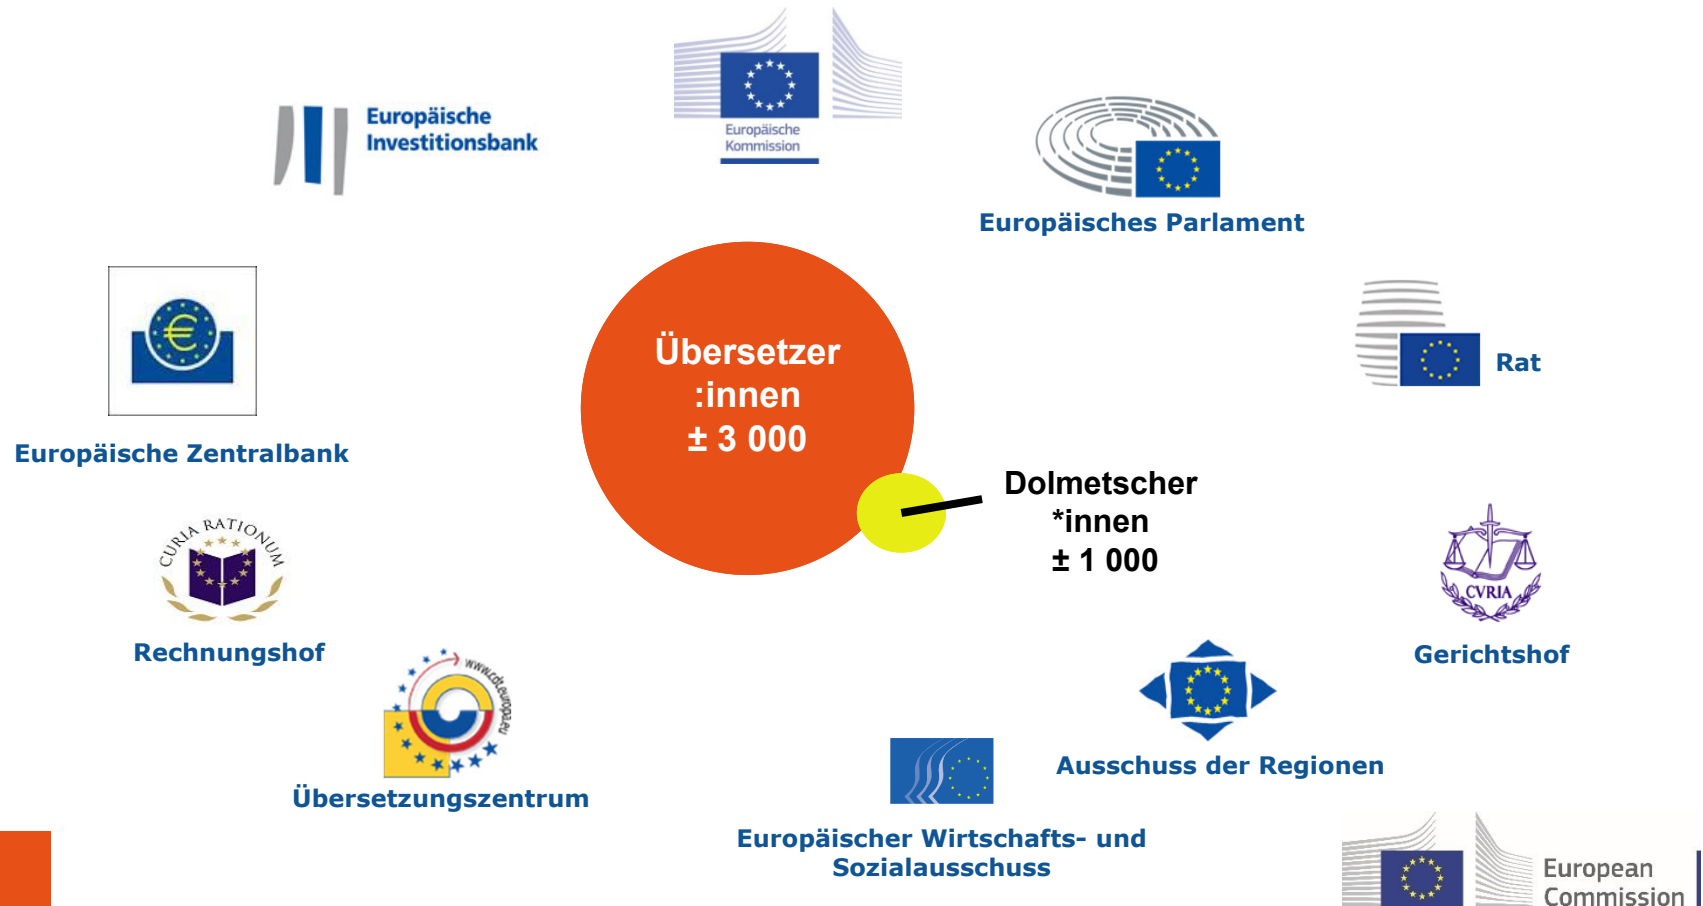 Europäische
Kommission
Europäische
Investitionsbank
Europäisches Parlament
Übersetzer
:innen
± 3 000
Rat
€
Europäische Zentralbank
Dolmetscher
*innen
± 1 000
CURIA RATIONUM
Rechnungshof
CVRIA
Gerichtshof
www.cdt.europa.eu
Übersetzungszentrum
Ausschuss der Regionen
Europäischer Wirtschafts- und
Sozialausschuss
European
Commission